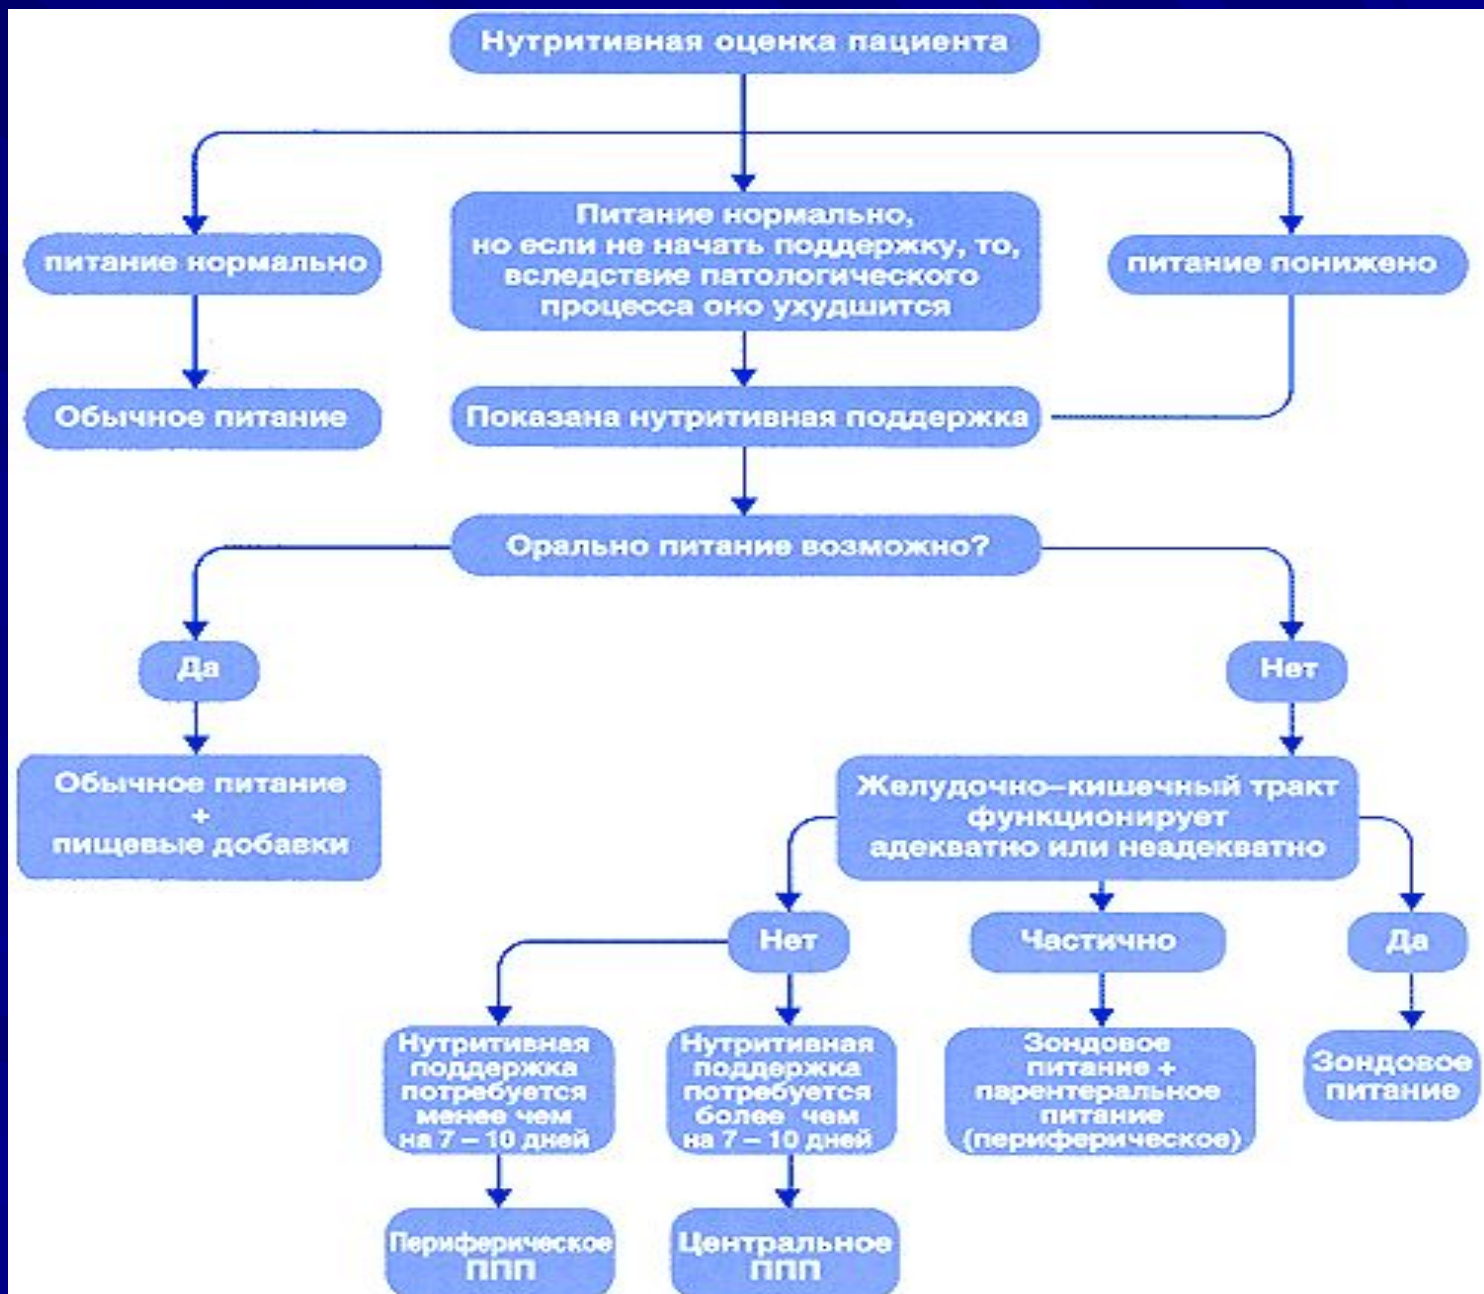 Нутритивная оценка пациента
питание нормально
Питание нормально,
но если не начать поддержку, то,
вследствие патологического
процесса оно ухудшится
питание понижено
Обычное питание
Показана нутритивная поддержка
Орально питание возможно?
Да
Нет
Обычное питание
+
пищевые добавки
Желудочно–кишечный тракт
функционирует
адекватно или неадекватно
Нет
Частично
Да
Нутритивная
поддержка
потребуется
менее чем
на 7 – 10 дней
Нутритивная
поддержка
потребуется
более чем
на 7 – 10 дней
Зондовое
питание +
парентеральное
питание
(периферическое)
Зондовое
питание
Периферическое
ППП
Центральное
ППП